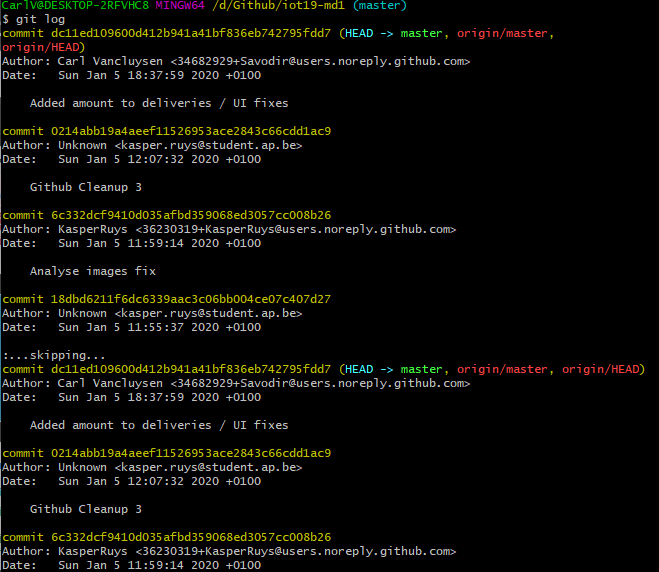 CarlV@DESKTOP-2RFVHC8 MINGW64 /d/Github/iot19-md1 (master)
$ git log
commit dc11ed109600d412b941a41bf836eb742795fdd7 (HEAD -> master, origin/master,
origin/HEAD)
Author: Carl Vancluysen <34682929+Savodir@users.noreply.github.com>
Date:   Sun Jan 5 18:37:59 2020 +0100

    Added amount to deliveries / UI fixes

commit 0214abb19a4aeef11526953ace2843c66cdd1ac9
Author: Unknown <kasper.ruys@student.ap.be>
Date:   Sun Jan 5 12:07:32 2020 +0100

    Github Cleanup 3

commit 6c332dcf9410d035afbd359068ed3057cc008b26
Author: KasperRuys <36230319+KasperRuys@users.noreply.github.com>
Date:   Sun Jan 5 11:59:14 2020 +0100

    Analyse images fix

commit 18dbd6211f6dc6339aac3c06bb004ce07c407d27
Author: Unknown <kasper.ruys@student.ap.be>
Date:   Sun Jan 5 11:55:37 2020 +0100

:...skipping...
commit dc11ed109600d412b941a41bf836eb742795fdd7 (HEAD -> master, origin/master, origin/HEAD)
Author: Carl Vancluysen <34682929+Savodir@users.noreply.github.com>
Date:   Sun Jan 5 18:37:59 2020 +0100

    Added amount to deliveries / UI fixes

commit 0214abb19a4aeef11526953ace2843c66cdd1ac9
Author: Unknown <kasper.ruys@student.ap.be>
Date:   Sun Jan 5 12:07:32 2020 +0100

    Github Cleanup 3

commit 6c332dcf9410d035afbd359068ed3057cc008b26
Author: KasperRuys <36230319+KasperRuys@users.noreply.github.com>
Date:   Sun Jan 5 11:59:14 2020 +0100